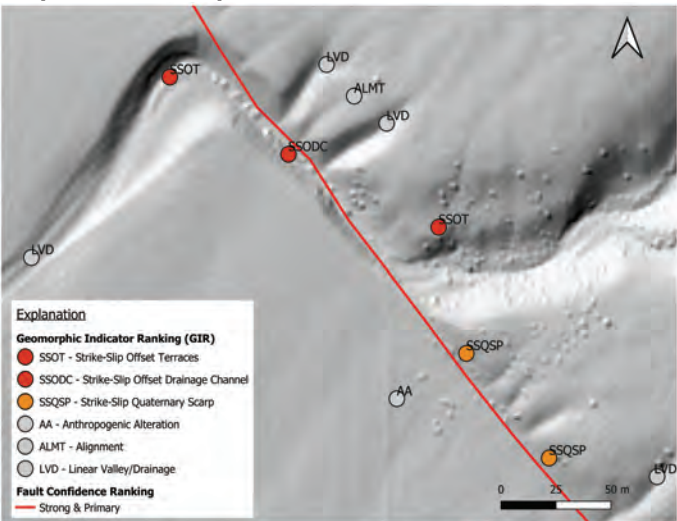 LVD
SSOT
ALMT
LVD
SSODC
SSOT
LVD
SSQSP
AA
SSQSP
LVD
Explanation
Geomorphic Indicator Ranking (GIR)
SSOT - Strike-Slip Offset Terraces
SSODC - Strike-Slip Offset Drainage Channel
SSQSP - Strike-Slip Quaternary Scarp
AA - Anthropogenic Alteration
ALMT - Alignment
LVD - Linear Valley/Drainage
Fault Confidence Ranking
Strong & Primary
0 25 50 m